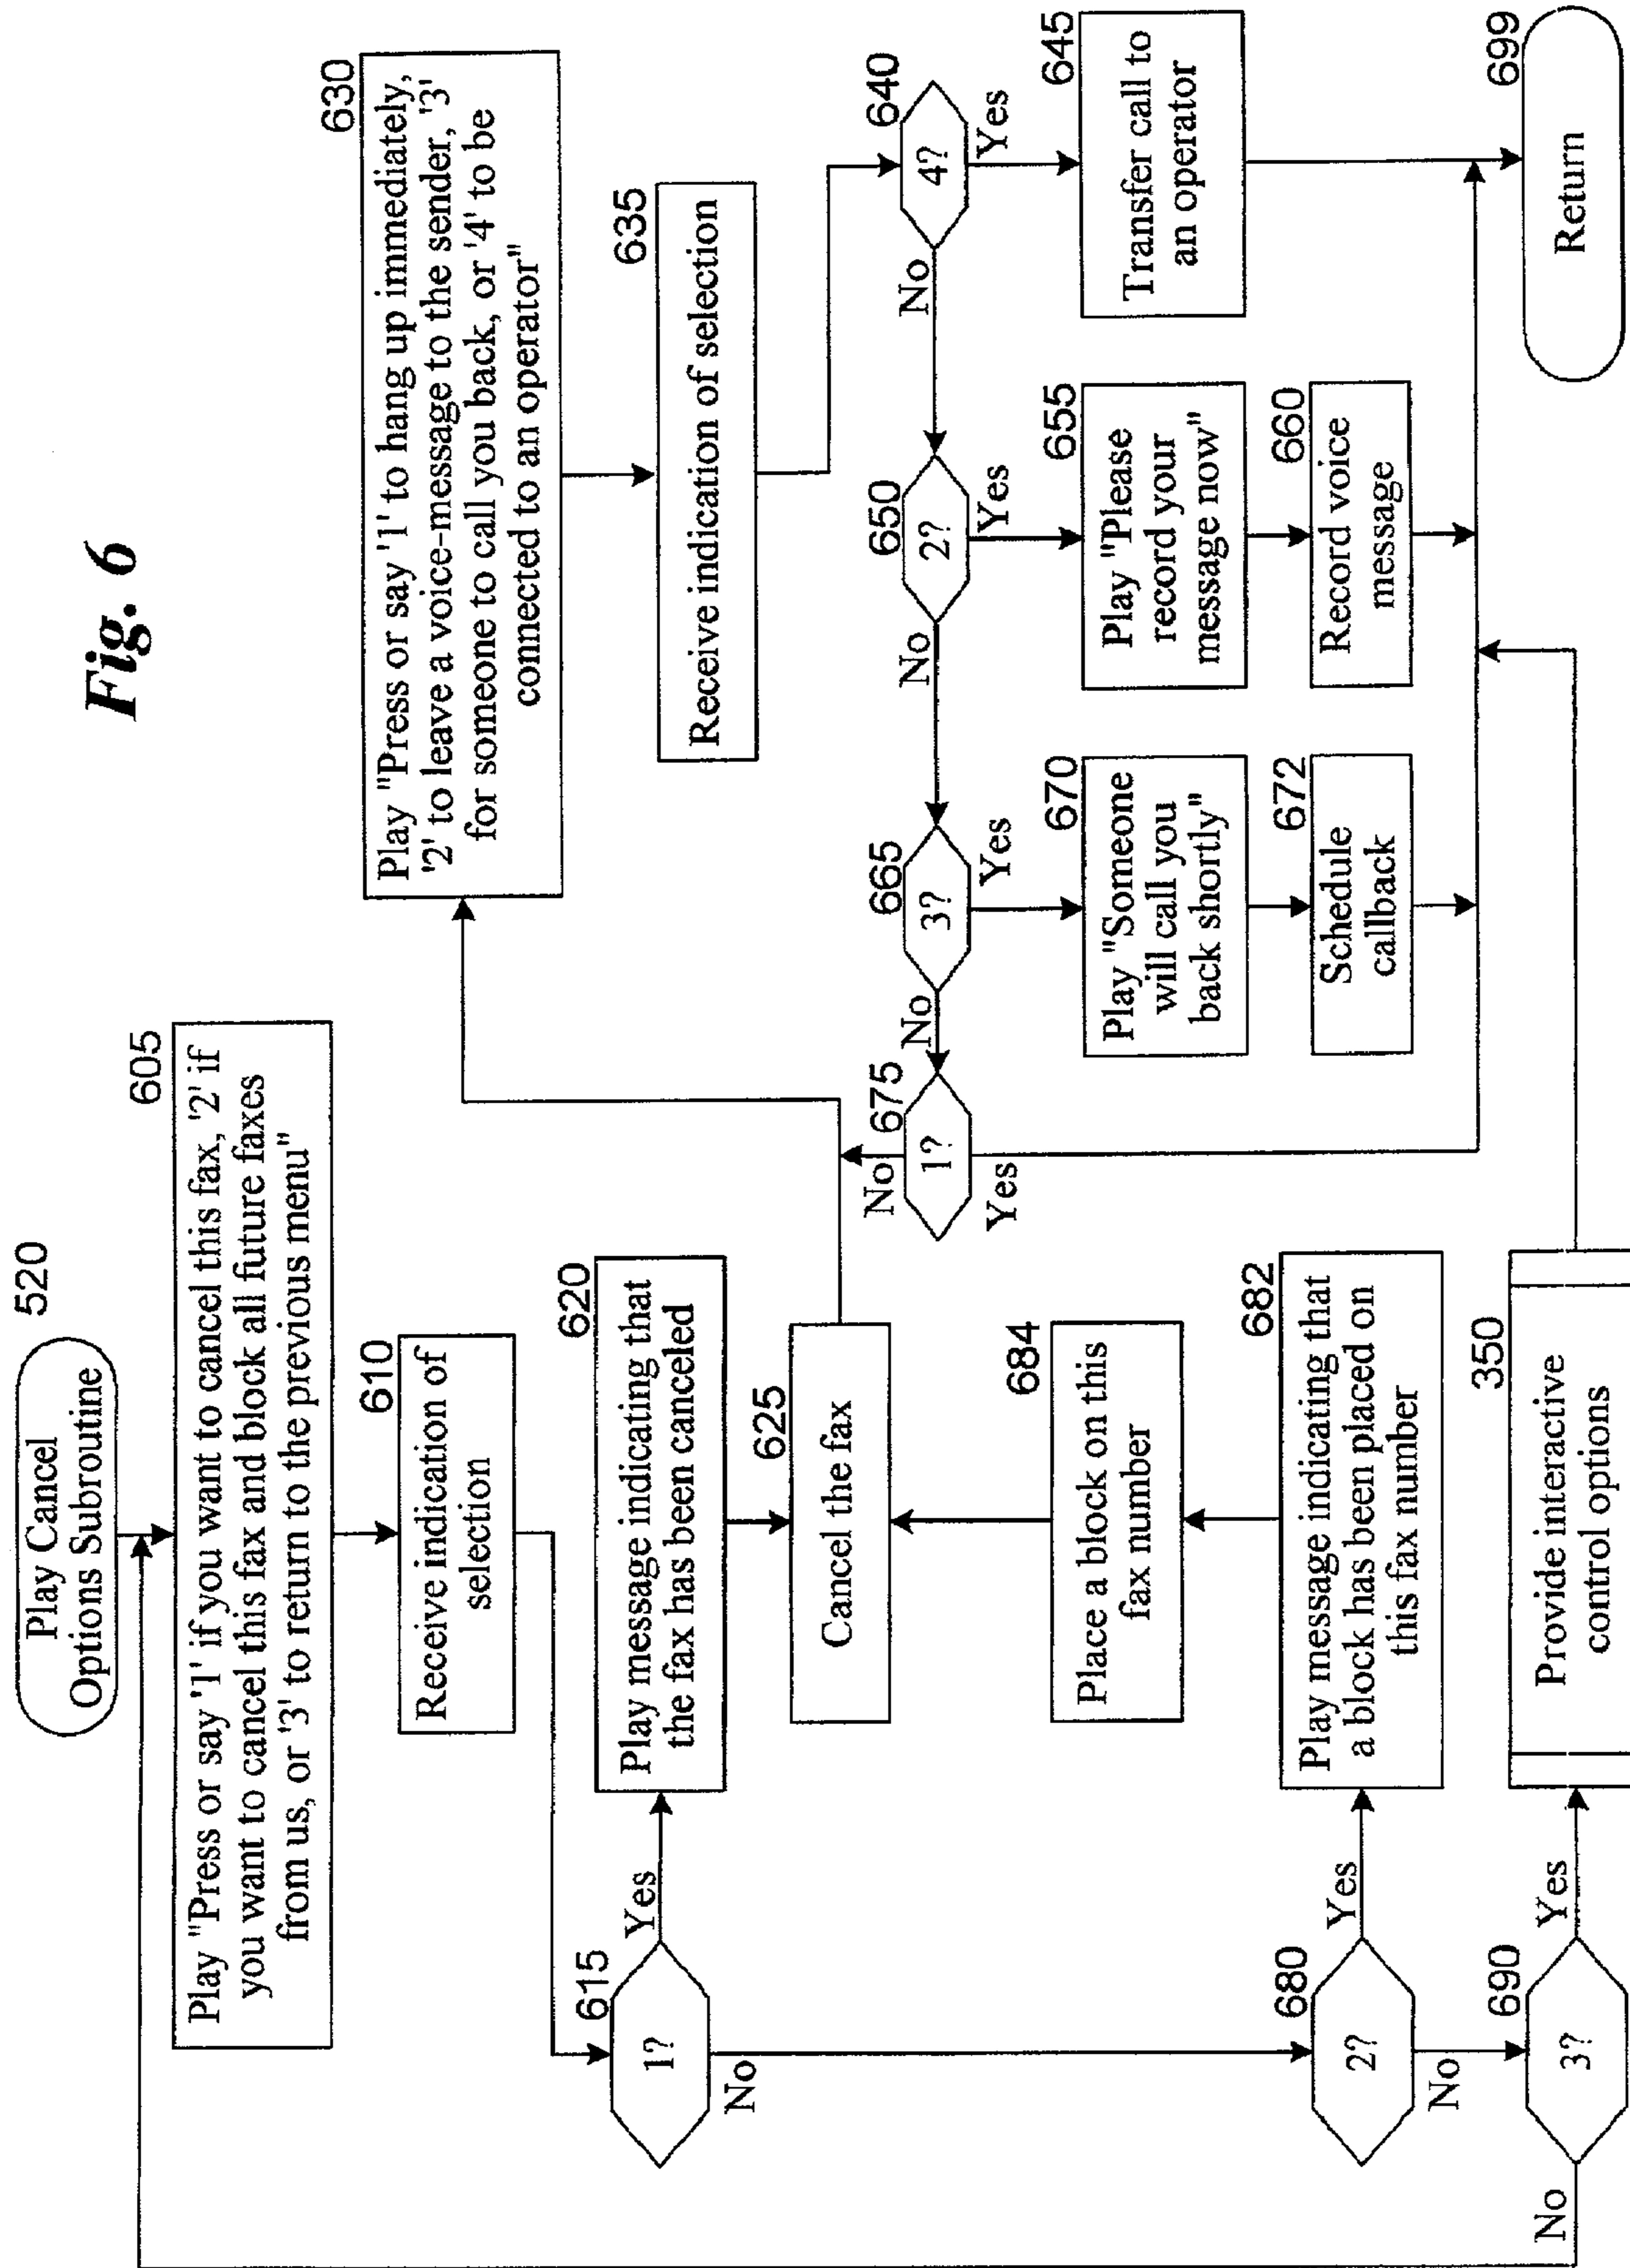 Fig. 6
Play Cancel
Options Subroutine
520
605
Play "Press or say '1' if you want to cancel this fax, '2' if
you want to cancel this fax and block all future faxes
from us, or '3' to return to the previous menu"
610
Receive indication of
selection
615
1?
Yes
No
620
Play message indicating that
the fax has been canceled
625
Cancel the fax
684
Place a block on this
fax number
682
Play message indicating that
a block has been placed on
this fax number
680
2?
Yes
No
690
3?
Yes
No
350
Provide interactive
control options
630
Play "Press or say '1' to hang up immediately,
'2' to leave a voice-message to the sender, '3'
for someone to call you back, or '4' to be
connected to an operator"
635
Receive indication of selection
640
4?
Yes
No
645
Transfer call to
an operator
650
2?
Yes
No
655
Play "Please
record your
message now"
660
Record voice
message
665
3?
Yes
No
670
Play "Someone
will call you
back shortly"
672
Schedule
callback
675
1?
No
Yes
699
Return